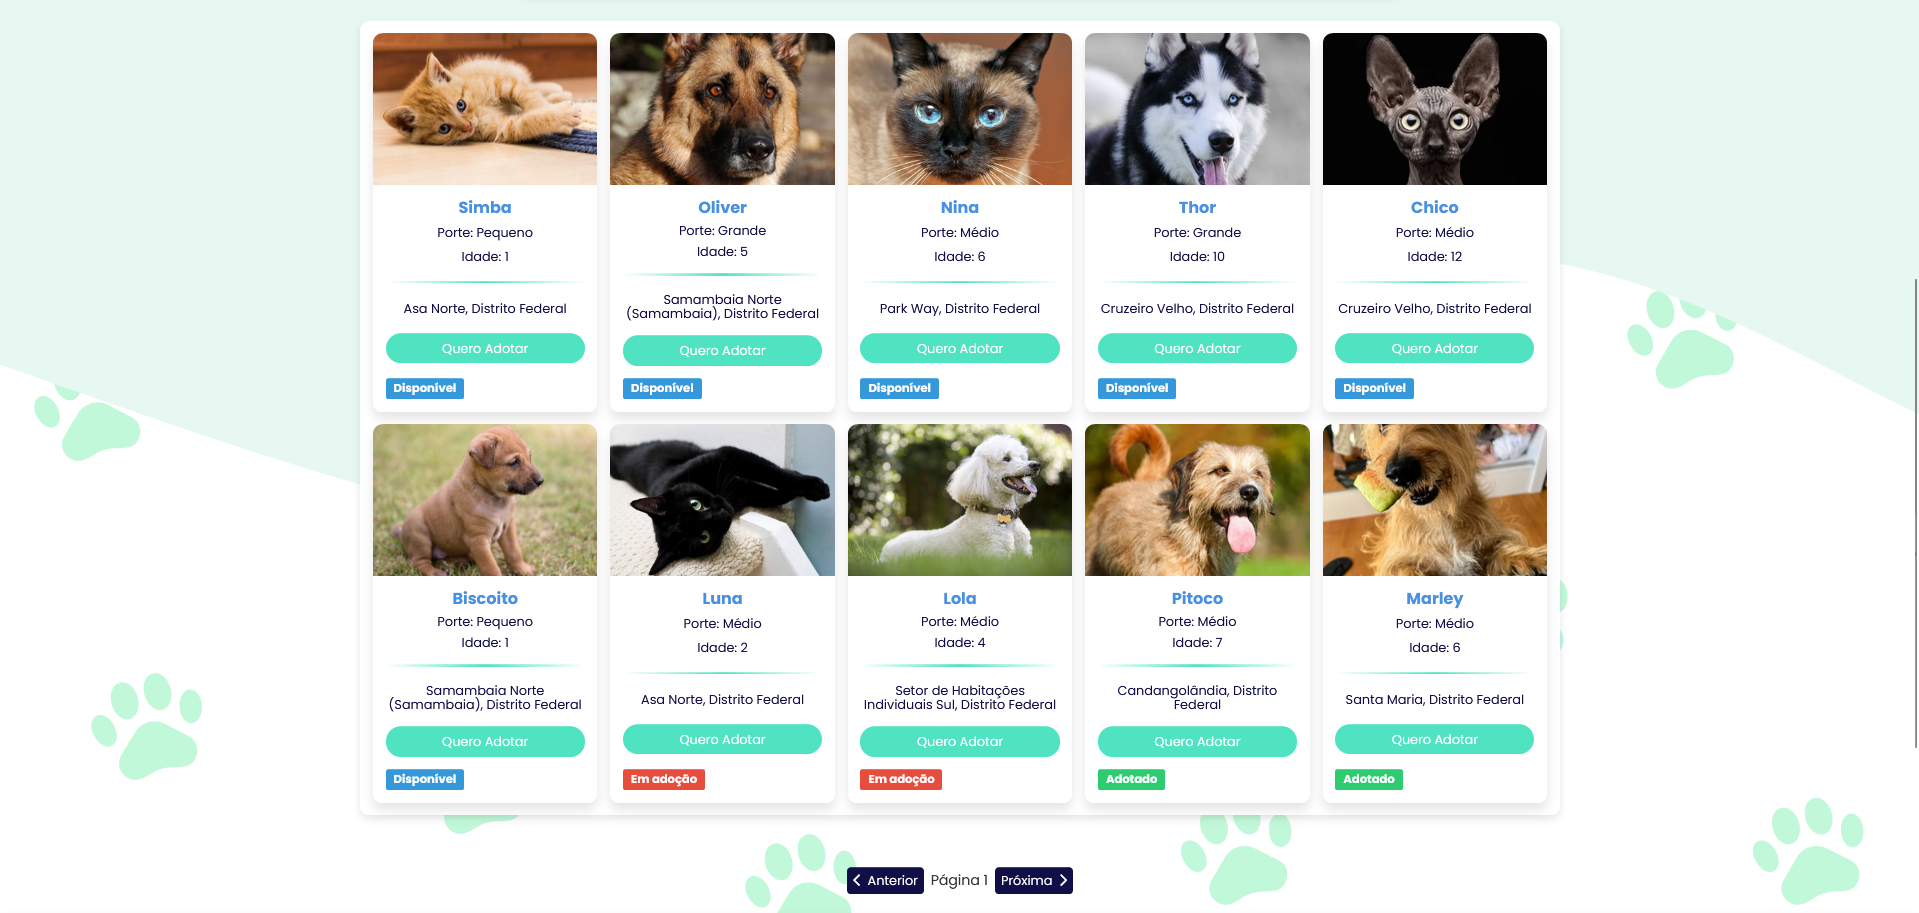 Simba
Porte: Pequeno
Idade: 1
Asa Norte, Distrito Federal
Quero Adotar
Disponível
Oliver
Porte: Grande
Idade: 5
Samambaia Norte
(Samambaia), Distrito Federal
Quero Adotar
Disponível
Nina
Porte: Médio
Idade: 6
Park Way, Distrito Federal
Quero Adotar
Disponível
Thor
Porte: Grande
Idade: 10
Cruzeiro Velho, Distrito Federal
Quero Adotar
Disponível
Chico
Porte: Médio
Idade: 12
Cruzeiro Velho, Distrito Federal
Quero Adotar
Disponível
Biscoito
Porte: Pequeno
Idade: 1
Samambaia Norte
(Samambaia), Distrito Federal
Quero Adotar
Disponível
Luna
Porte: Médio
Idade: 2
Asa Norte, Distrito Federal
Quero Adotar
Em adoção
Lola
Porte: Médio
Idade: 4
Setor de Habitações
Individuais Sul, Distrito Federal
Quero Adotar
Em adoção
Pitoco
Porte: Médio
Idade: 7
Candangolândia, Distrito
Federal
Quero Adotar
Adotado
Marley
Porte: Médio
Idade: 6
Santa Maria, Distrito Federal
Quero Adotar
Adotado
Anterior Página 1 Próxima